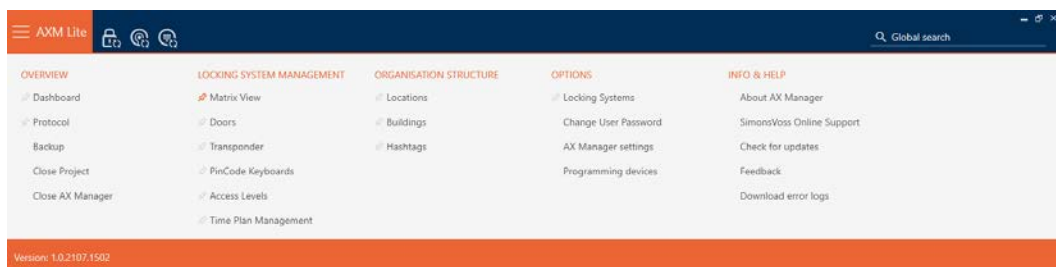 AXM Lite
Global search
OVERVIEW
Dashboard
Protocol
Backup
Close Project
Close AX Manager
LOCKING SYSTEM MANAGEMENT
Matrix View
Doors
Transponder
PinCode Keyboards
Access Levels
Time Plan Management
ORGANISATION STRUCTURE
Locations
Buildings
Hashtags
OPTIONS
Locking Systems
Change User Password
AX Manager settings
Programming devices
INFO & HELP
About AX Manager
SimonsVoss Online Support
Check for updates
Feedback
Download error logs
Version: 1.0.2107.1502